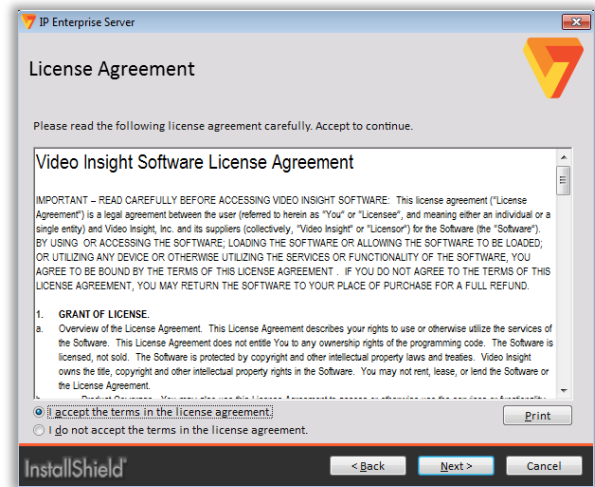 IP Enterprise Server
License Agreement
Please read the following license agreement carefully. Accept to continue.
Video Insight Software License Agreement
IMPORTANT – READ CAREFULLY BEFORE ACCESSING VIDEO INSIGHT SOFTWARE: This license agreement ("License
Agreement") is a legal agreement between the user (referred to herein as "You" or "Licensee", and meaning either an individual or a
single entity) and Video Insight, Inc. and its suppliers (collectively, "Video Insight" or "Licensor") for the Software (the "Software").
BY USING OR ACCESSING THE SOFTWARE; LOADING THE SOFTWARE OR ALLOWING THE SOFTWARE TO BE LOADED;
OR UTILIZING ANY DEVICE OR OTHERWISE UTILIZING THE SERVICES OR FUNCTIONALITY OF THE SOFTWARE, YOU
AGREE TO BE BOUND BY THE TERMS OF THIS LICENSE AGREEMENT . IF YOU DO NOT AGREE TO THE TERMS OF THIS
LICENSE AGREEMENT, YOU MAY RETURN THE SOFTWARE TO YOUR PLACE OF PURCHASE FOR A FULL REFUND.
1. GRANT OF LICENSE.
a. Overview of the License Agreement. This License Agreement describes your rights to use or otherwise utilize the services of
the Software. This License Agreement does not entitle You to any ownership rights of the programming code. The Software is
licensed, not sold. The Software is protected by copyright and other intellectual property laws and treaties. Video Insight
owns the title, copyright and other intellectual property rights in the Software. You may not rent, lease, or lend the Software or
the License Agreement.
I accept the terms in the license agreement.
Print
I do not accept the terms in the license agreement.
InstallShield
< Back
Next >
Cancel